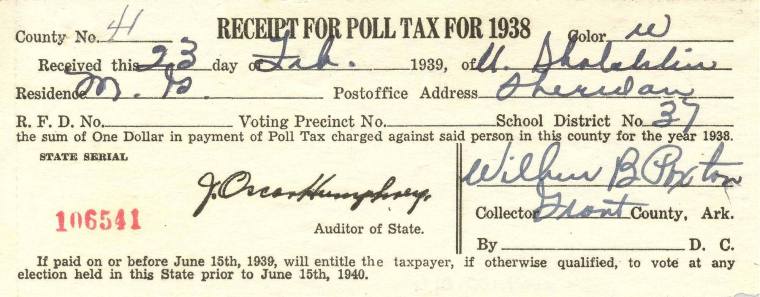 RECEIPT FOR POLL TAX FOR 1938
County No. 41 Color w
Received this 23 day of Feb. 1939, of
Residence M. G. Postoffice Address Sheridan
R. F. D. No. Voting Precinct No. School District No. 37
the sum of One Dollar in payment of Poll Tax charged against said person in this county for the year 1938.
STATE SERIAL
106541
J. Oscar Humphrey.
Auditor of State.
Wilbur B.
Collector Grant County, Ark.
By D. C.
If paid on or before June 15th, 1939, will entitle the taxpayer, if otherwise qualified, to vote at any
election held in this State prior to June 15th, 1940.